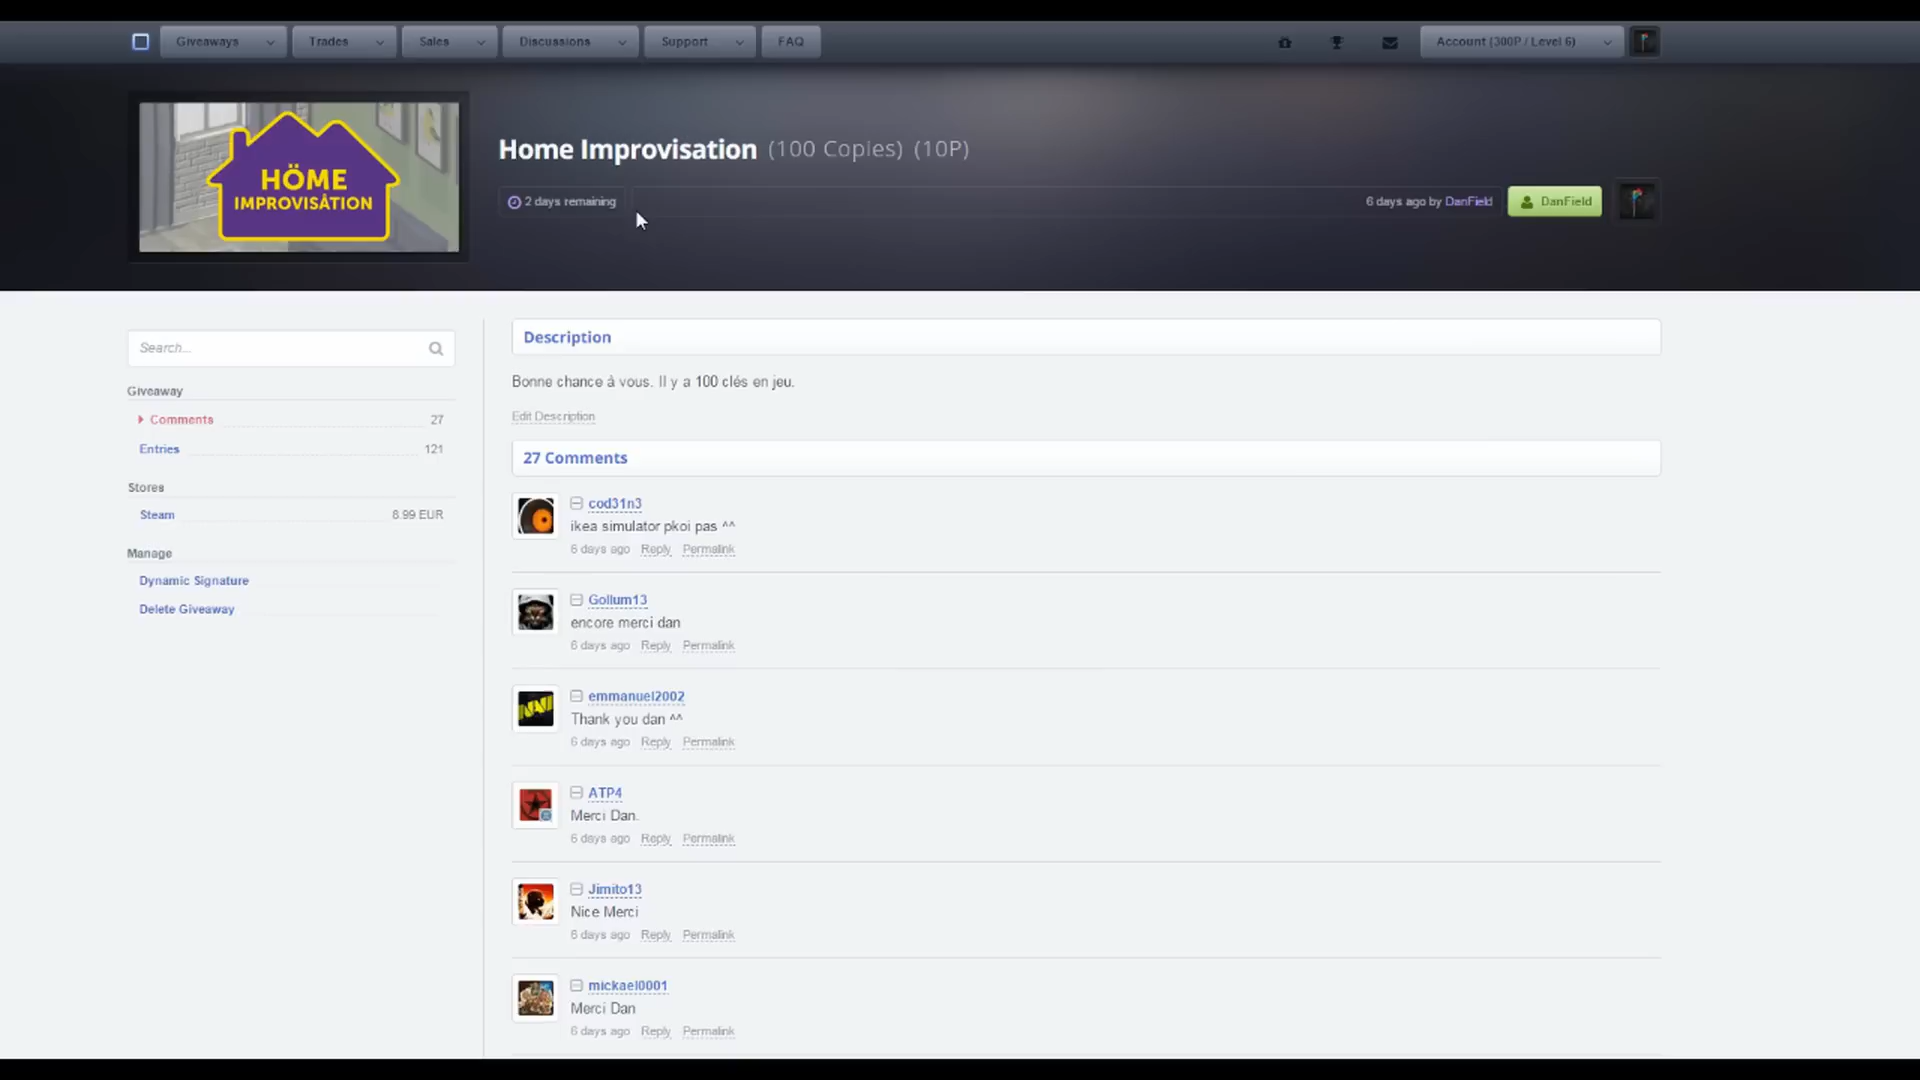 Giveaways
Trades
Sales
Discussions
Support
FAQ
Account (300P / Level 6)
HÖME
IMPROVISÅTION
Home Improvisation (100 Copies) (10P)
2 days remaining
6 days ago by DanField
DanField
Search...
Giveaway
Comments 27
Entries 121
Stores
Steam 8.99 EUR
Manage
Dynamic Signature
Delete Giveaway
Description
Bonne chance à vous. Il y a 100 clés en jeu.
Edit Description
27 Comments
cod31n3
ikea simulator pkoi pas ^^
6 days ago Reply Permalink
Gollum13
encore merci dan
6 days ago Reply Permalink
emmanuel2002
Thank you dan ^^
6 days ago Reply Permalink
ATP4
Merci Dan.
6 days ago Reply Permalink
Jimito13
Nice Merci
6 days ago Reply Permalink
mickael0001
Merci Dan
6 days ago Reply Permalink